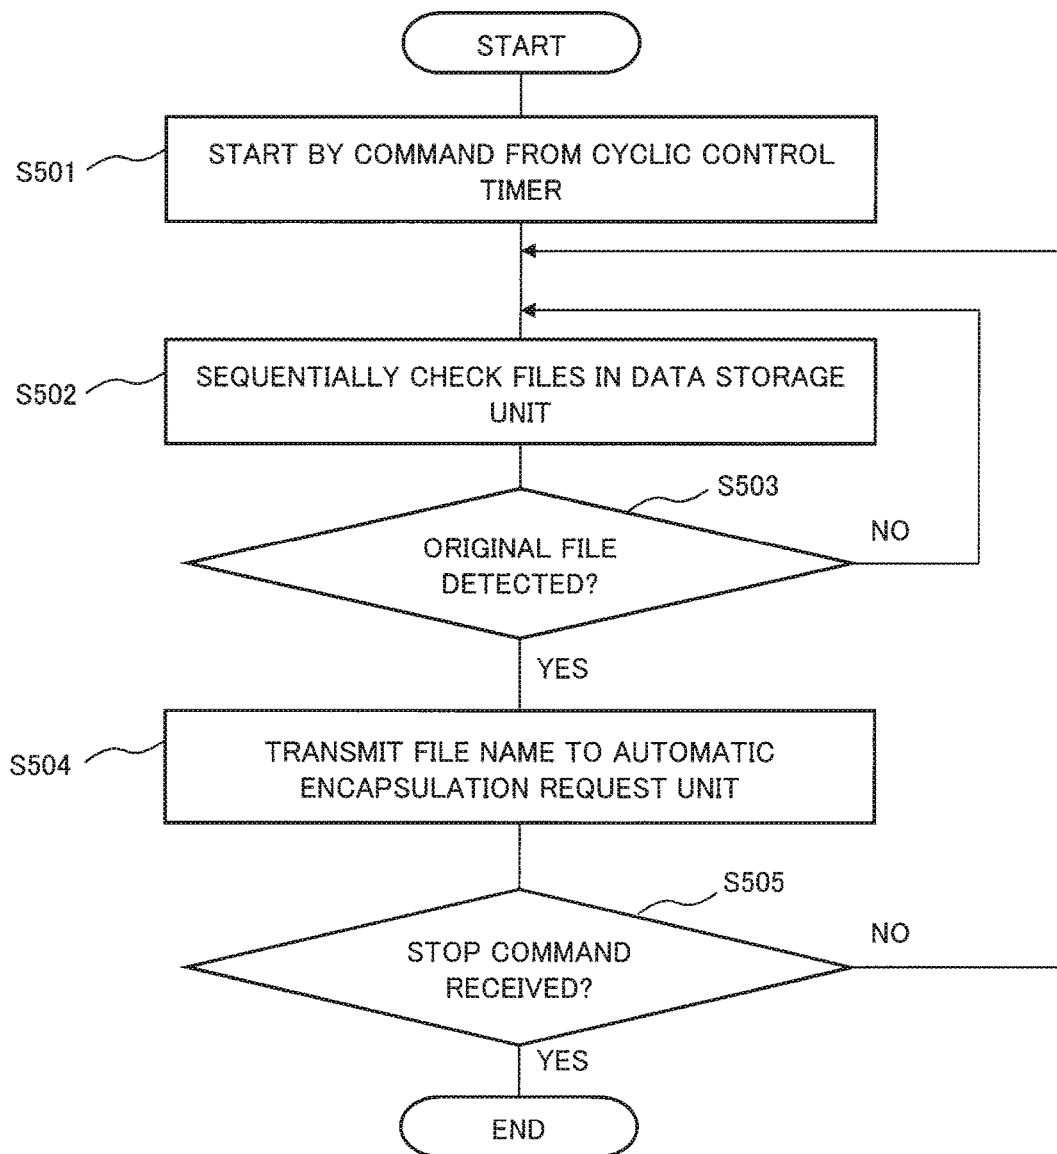 START
S501
START BY COMMAND FROM CYCLIC CONTROL
TIMER
S502
SEQUENTIALLY CHECK FILES IN DATA STORAGE
UNIT
S503
ORIGINAL FILE
DETECTED?
NO
YES
S504
TRANSMIT FILE NAME TO AUTOMATIC
ENCAPSULATION REQUEST UNIT
S505
STOP COMMAND
RECEIVED?
NO
YES
END